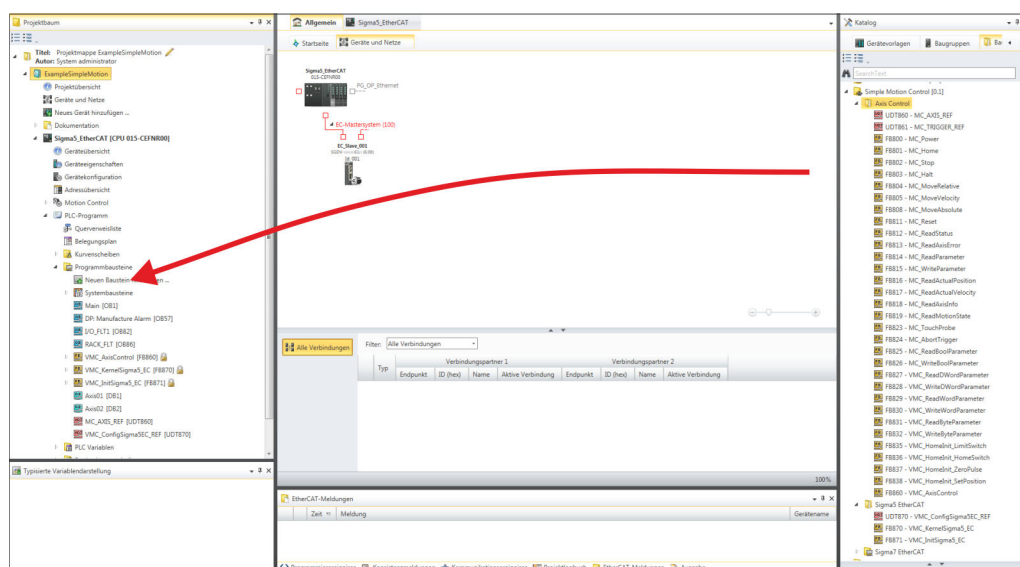 Projektbaum
Titel: Projektmappe ExampleSimpleMotion
Autor: System administrator
ExampleSimpleMotion
Projektübersicht
Geräte und Netze
Neues Gerät hinzufügen ...
Dokumentation
Sigma5_EtherCAT [CPU 015-CEFNR00]
Geräteübersicht
Geräteeigenschaften
Gerätekonfiguration
Adressübersicht
Motion Control
PLC-Programm
Querverweisliste
Belegungsplan
Kurvenscheiben
Programmbausteine
Neuen Baustein
Systembausteine
Main [OB1]
DP: Manufacture Alarm [OB57]
I/O_FLT1 [OB82]
RACK_FLT [OB86]
VMC_AxisControl [FB860]
VMC_KernelSigma5_EC [FB870]
VMC_InitSigma5_EC [FB871]
Axis01 [DB1]
Axis02 [DB2]
MC_AXIS_REF [UDT860]
VMC_ConfigSigma5EC_REF [UDT870]
PLC Variablen
Typisierte Variablendarstellung
Allgemein Sigma5_EtherCAT
Startseite Geräte und Netze
Sigma5_EtherCAT
015-CEFNR00
PG_OP_Ethernet
EC-Mastersystem (100)
EC_Slave_001
Alle Verbindungen
Filter: Alle Verbindungen
Typ Verbindungspartner 1 Verbindungspartner 2
Endpunkt ID (hex) Name Aktive Verbindung Endpunkt ID (hex) Name Aktive Verbindung
100%
EtherCAT-Meldungen
Zeit Meldung Gerätename
Katalog
Gerätevorlagen Baugruppen Bau
SearchText
Simple Motion Control [0.1]
Axis Control
UDT860 - MC_AXIS_REF
UDT861 - MC_TRIGGER_REF
FB800 - MC_Power
FB801 - MC_Home
FB802 - MC_Stop
FB803 - MC_Halt
FB804 - MC_MoveRelative
FB805 - MC_MoveVelocity
FB808 - MC_MoveAbsolute
FB811 - MC_Reset
FB812 - MC_ReadStatus
FB813 - MC_ReadAxisError
FB814 - MC_ReadParameter
FB815 - MC_WriteParameter
FB816 - MC_ReadActualPosition
FB817 - MC_ReadActualVelocity
FB818 - MC_ReadAxisInfo
FB819 - MC_ReadMotionState
FB823 - MC_TouchProbe
FB824 - MC_AbortTrigger
FB825 - MC_ReadBoolParameter
FB826 - MC_WriteBoolParameter
FB827 - VMC_ReadDWordParameter
FB828 - VMC_WriteDWordParameter
FB829 - VMC_ReadWordParameter
FB830 - VMC_WriteWordParameter
FB831 - VMC_ReadByteParameter
FB832 - VMC_WriteByteParameter
FB835 - VMC_HomeInit_LimitSwitch
FB836 - VMC_HomeInit_HomeSwitch
FB837 - VMC_HomeInit_ZeroPulse
FB838 - VMC_HomeInit_SetPosition
FB860 - VMC_AxisControl
Sigma5 EtherCAT
UDT870 - VMC_ConfigSigma5EC_REF
FB870 - VMC_KernelSigma5_EC
FB871 - VMC_InitSigma5_EC
Sigma7 EtherCAT